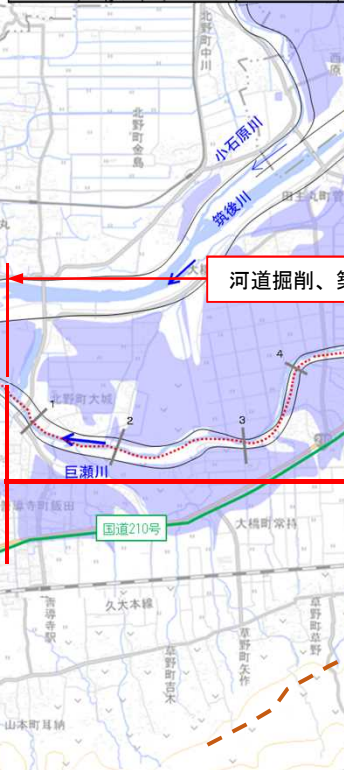 北野町中川
西原
北野町金島
小石原川
筑後川
田主丸町
大橋
河道掘削、築
4
北野町大城
1
2
3
巨瀬川
善導寺町飯田
国道210号
大橋町常持
久大本線
善導寺駅
草野町吉木
草野町矢作
草野町草野
山本町耳納